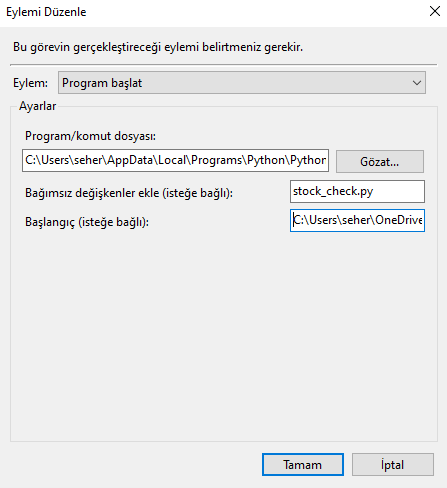 Eylemi Düzenle
Bu görevin gerçekleştireceği eylemi belirtmeniz gerekir.
Eylem: Program başlat
Ayarlar
Program/komut dosyası:
C:\Users\seher\AppData\Local\Programs\Python\Python Gözat...
Bağımsız değişkenler ekle (isteğe bağlı): stock_check.py
Başlangıç (isteğe bağlı): C:\Users\seher\OneDrive
Tamam İptal